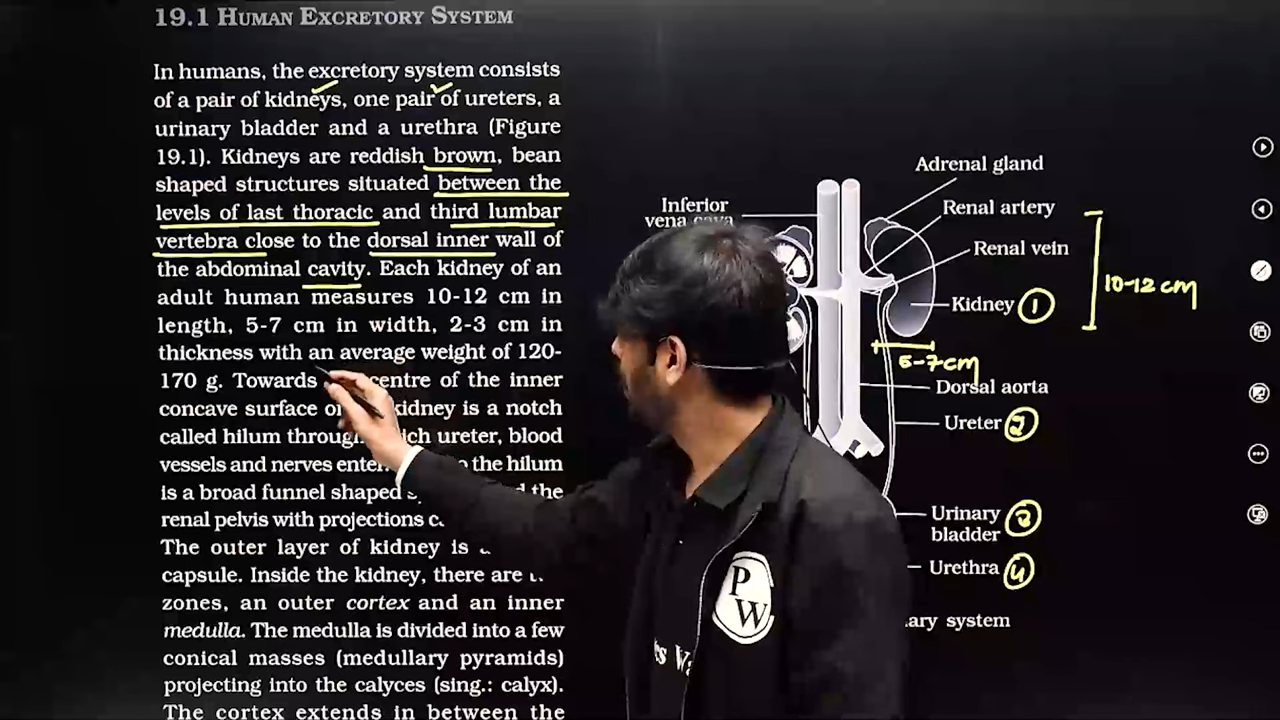 19.1 HUMAN EXCRETORY SYSTEM
In humans, the excretory system consists
of a pair of kidneys, one pair of ureters, a
urinary bladder and a urethra (Figure
19.1). Kidneys are reddish brown, bean
shaped structures situated between the
levels of last thoracic and third lumbar
vertebra close to the dorsal inner wall of
the abdominal cavity. Each kidney of an
adult human measures 10-12 cm in
length, 5-7 cm in width, 2-3 cm in
thickness with an average weight of 120-
170 g. Towards centre of the inner
concave surface kidney is a notch
called hilum through ureter, blood
vessels and nerves the hilum
is a broad funnel shaped the
renal pelvis with projections
The outer layer of kidney is
capsule. Inside the kidney, there are
zones, an outer cortex and an inner
medulla. The medulla is divided into a few
conical masses (medullary pyramids)
projecting into the calyces (sing.: calyx).
The cortex extends in between the
Adrenal gland
Inferior
vena cava
Renal artery
Renal vein
Kidney 1
10-12 cm
5-7 cm
Dorsal aorta
Ureter 2
Urinary 3
bladder
Urethra 4
system
P
W